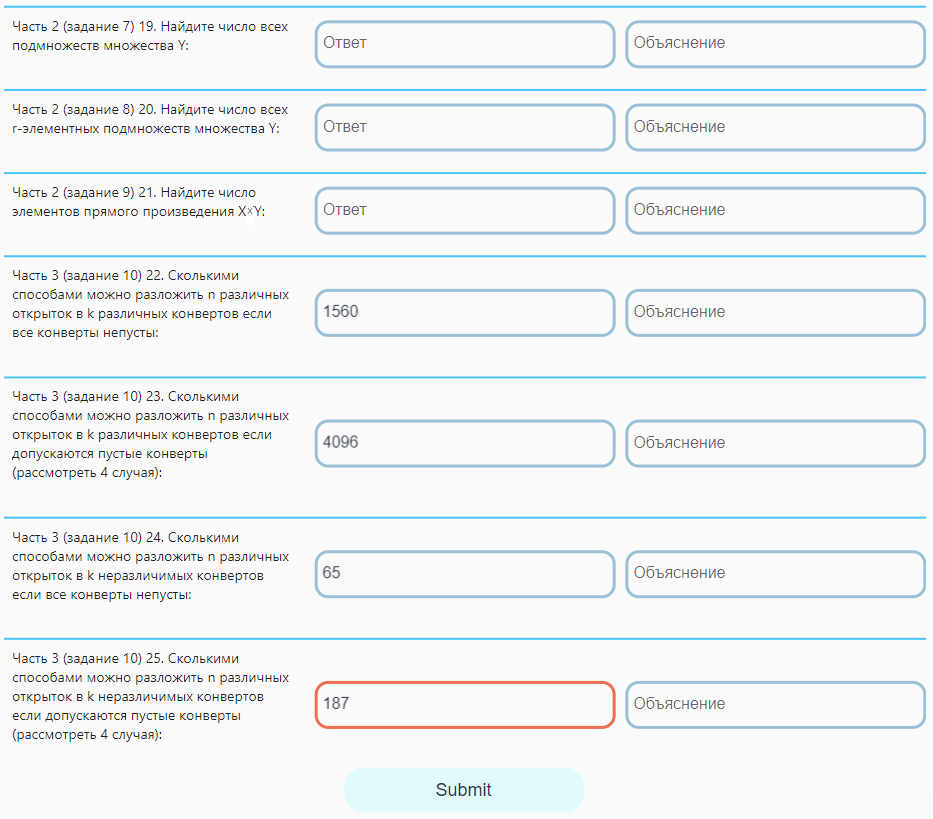 Часть 2 (задание 7) 19. Найдите число всех
подмножеств множества Y:
Ответ
Объяснение
Часть 2 (задание 8) 20. Найдите число всех
r-элементных подмножеств множества Y:
Ответ
Объяснение
Часть 2 (задание 9) 21. Найдите число
элементов прямого произведения X×Y:
Ответ
Объяснение
Часть 3 (задание 10) 22. Сколькими
способами можно разложить n различных
открыток в k различных конвертов если
все конверты непусты:
1560
Объяснение
Часть 3 (задание 10) 23. Сколькими
способами можно разложить n различных
открыток в k различных конвертов если
допускаются пустые конверты
(рассмотреть 4 случая):
4096
Объяснение
Часть 3 (задание 10) 24. Сколькими
способами можно разложить n различных
открыток в k неразличимых конвертов
если все конверты непусты:
65
Объяснение
Часть 3 (задание 10) 25. Сколькими
способами можно разложить n различных
открыток в k неразличимых конвертов
если допускаются пустые конверты
(рассмотреть 4 случая):
187
Объяснение
Submit